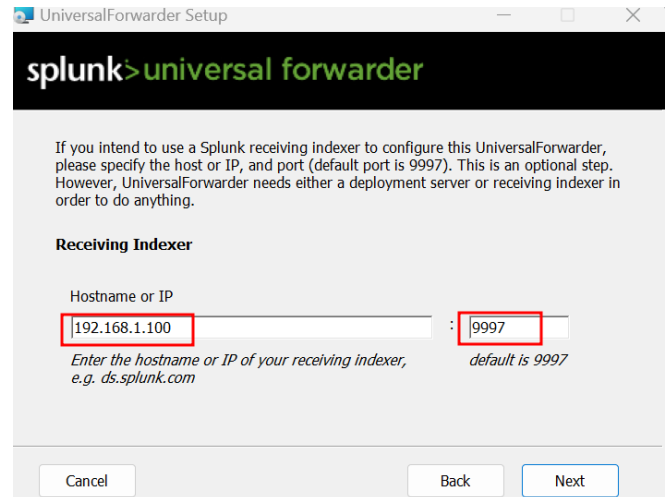 UniversalForwarder Setup
splunk>universal forwarder
If you intend to use a Splunk receiving indexer to configure this UniversalForwarder,
please specify the host or IP, and port (default port is 9997). This is an optional step.
However, UniversalForwarder needs either a deployment server or receiving indexer in
order to do anything.
Receiving Indexer
Hostname or IP
192.168.1.100 : 9997
Enter the hostname or IP of your receiving indexer, default is 9997
e.g. ds.splunk.com
Cancel Back Next